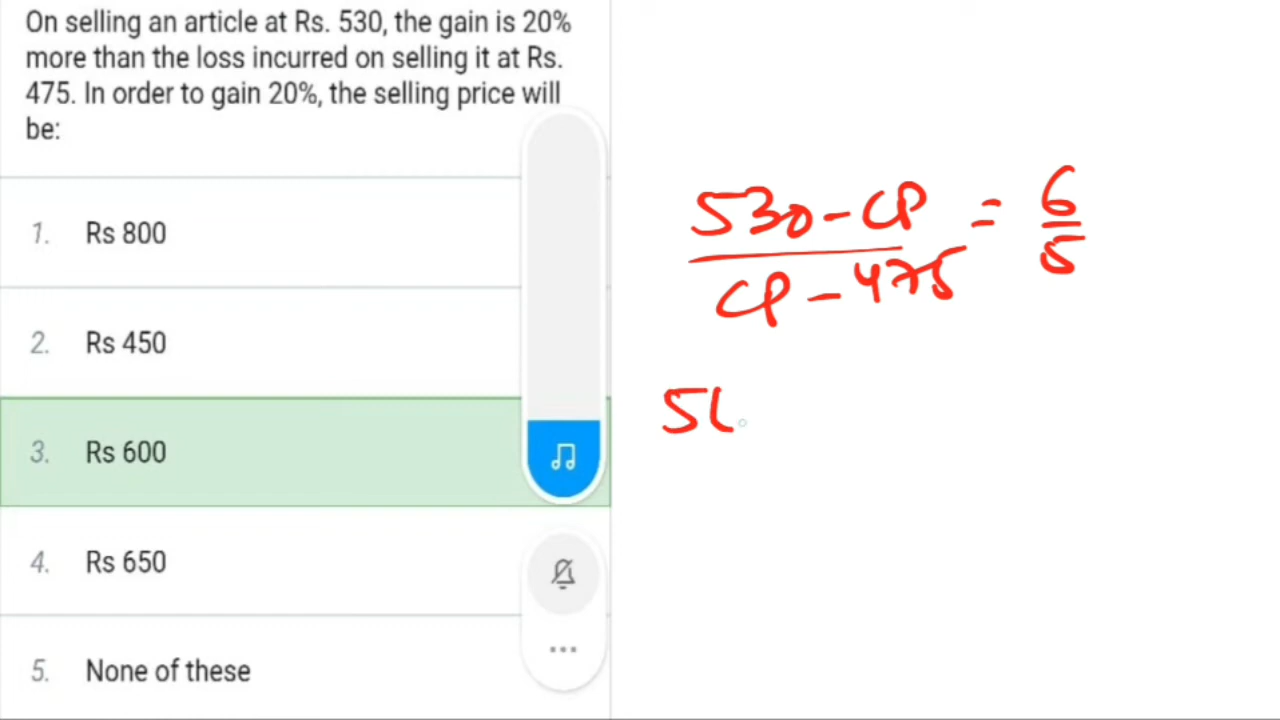 On selling an article at Rs. 530, the gain is 20%
more than the loss incurred on selling it at Rs.
475. In order to gain 20%, the selling price will
be:
1. Rs 800
2. Rs 450
3. Rs 600
4. Rs 650
5. None of these
530-CP
CP-475
= 6
5
5(